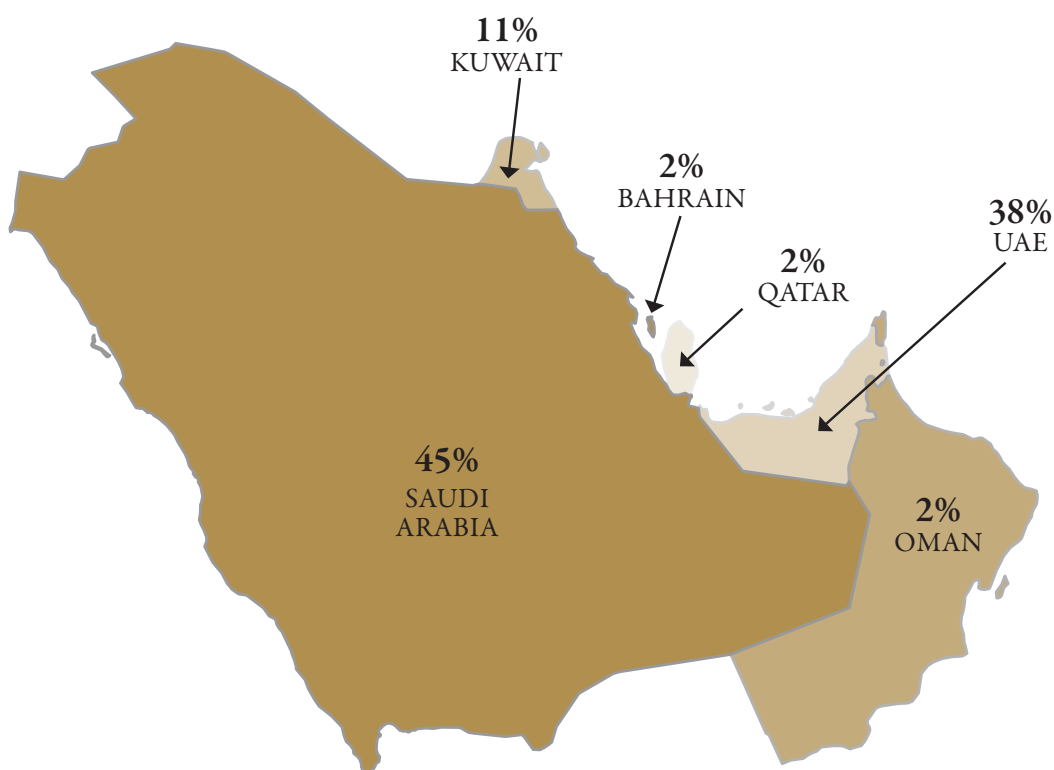 11%
KUWAIT
2%
BAHRAIN
38%
UAE
2%
QATAR
45%
SAUDI
ARABIA
2%
OMAN